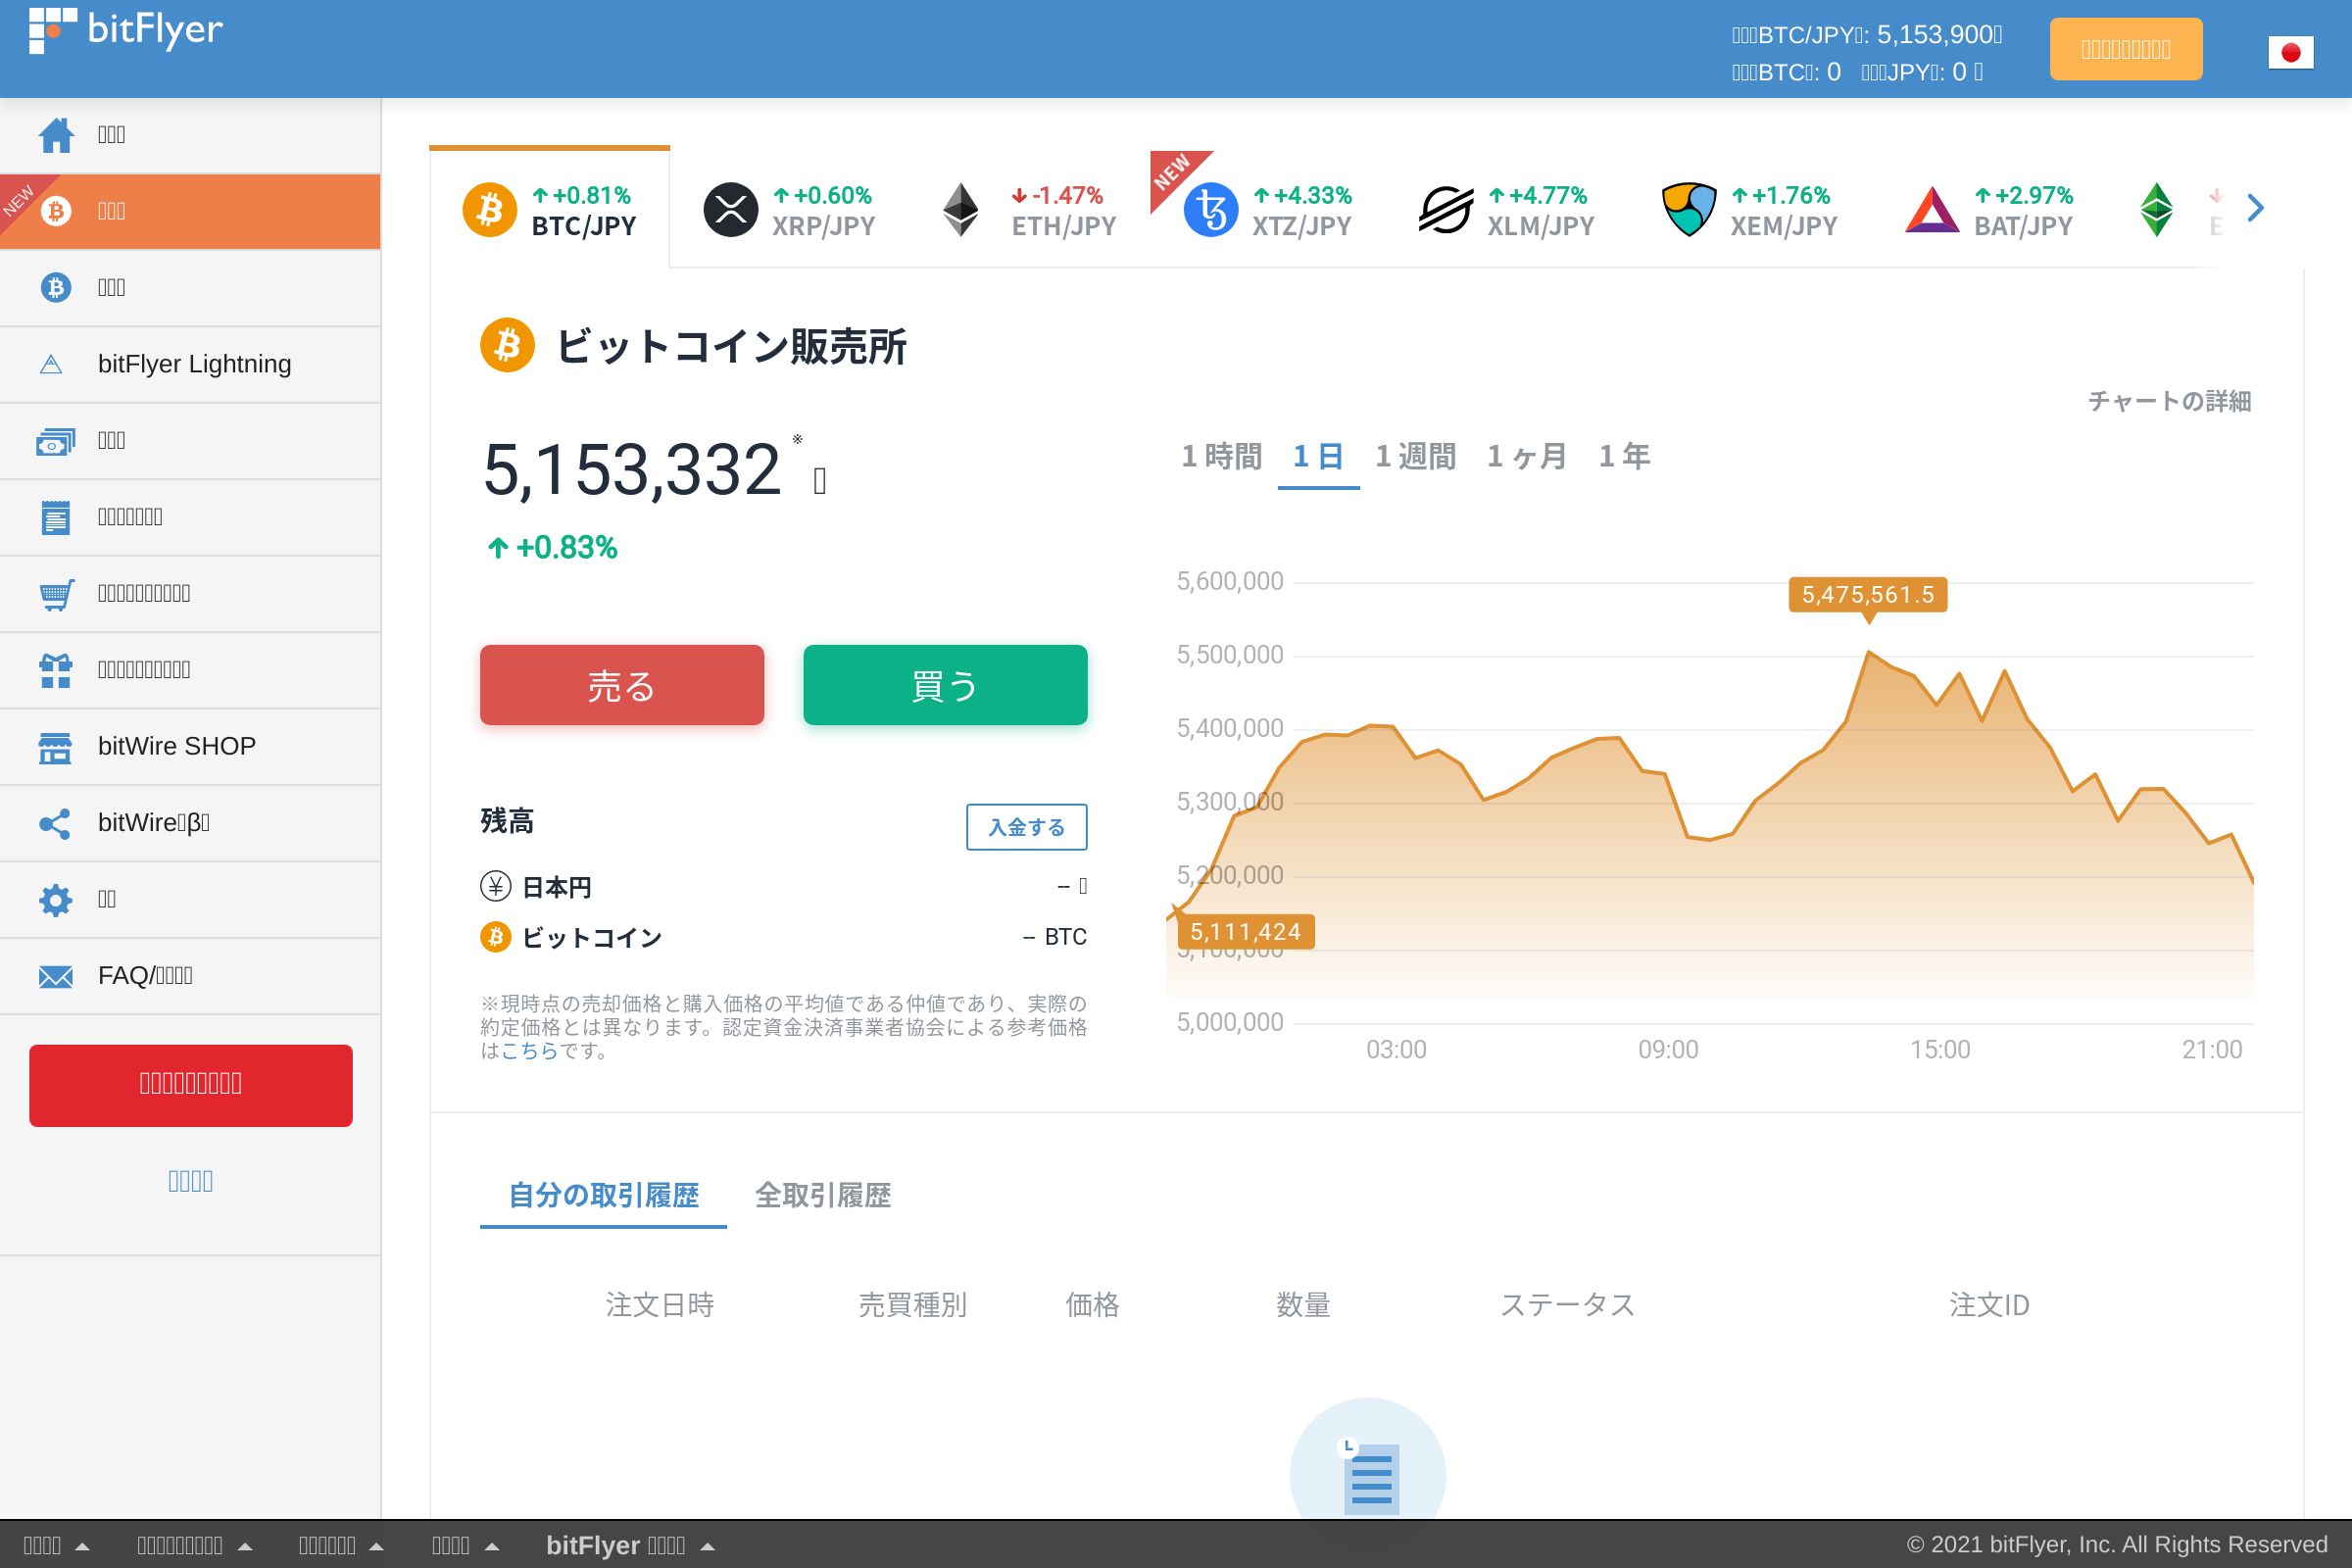 bitFlyer
BTC/JPY: 5,153,900
BTC: 0 JPY: 0
NEW
bitFlyer Lightning
bitWire SHOP
bitWire β
FAQ/
+0.81%
BTC/JPY
+0.60%
XRP/JPY
-1.47%
ETH/JPY
NEW
+4.33%
XTZ/JPY
+4.77%
XLM/JPY
+1.76%
XEM/JPY
+2.97%
BAT/JPY
E
ビットコイン販売所
チャートの詳細
5,153,332 ※
+0.83%
1 時間 1 日 1 週間 1 ヶ月 1 年
売る
買う
残高
入金する
日本円 --
ビットコイン -- BTC
※現時点の売却価格と購入価格の平均値である仲値であり、実際の
約定価格とは異なります。認定資金決済事業者協会による参考価格
はこちらです。
5,600,000
5,475,561.5
5,500,000
5,400,000
5,300,000
5,200,000
5,111,424
5,100,000
5,000,000
03:00 09:00 15:00 21:00
自分の取引履歴 全取引履歴
注文日時 売買種別 価格 数量 ステータス 注文ID
bitFlyer
© 2021 bitFlyer, Inc. All Rights Reserved